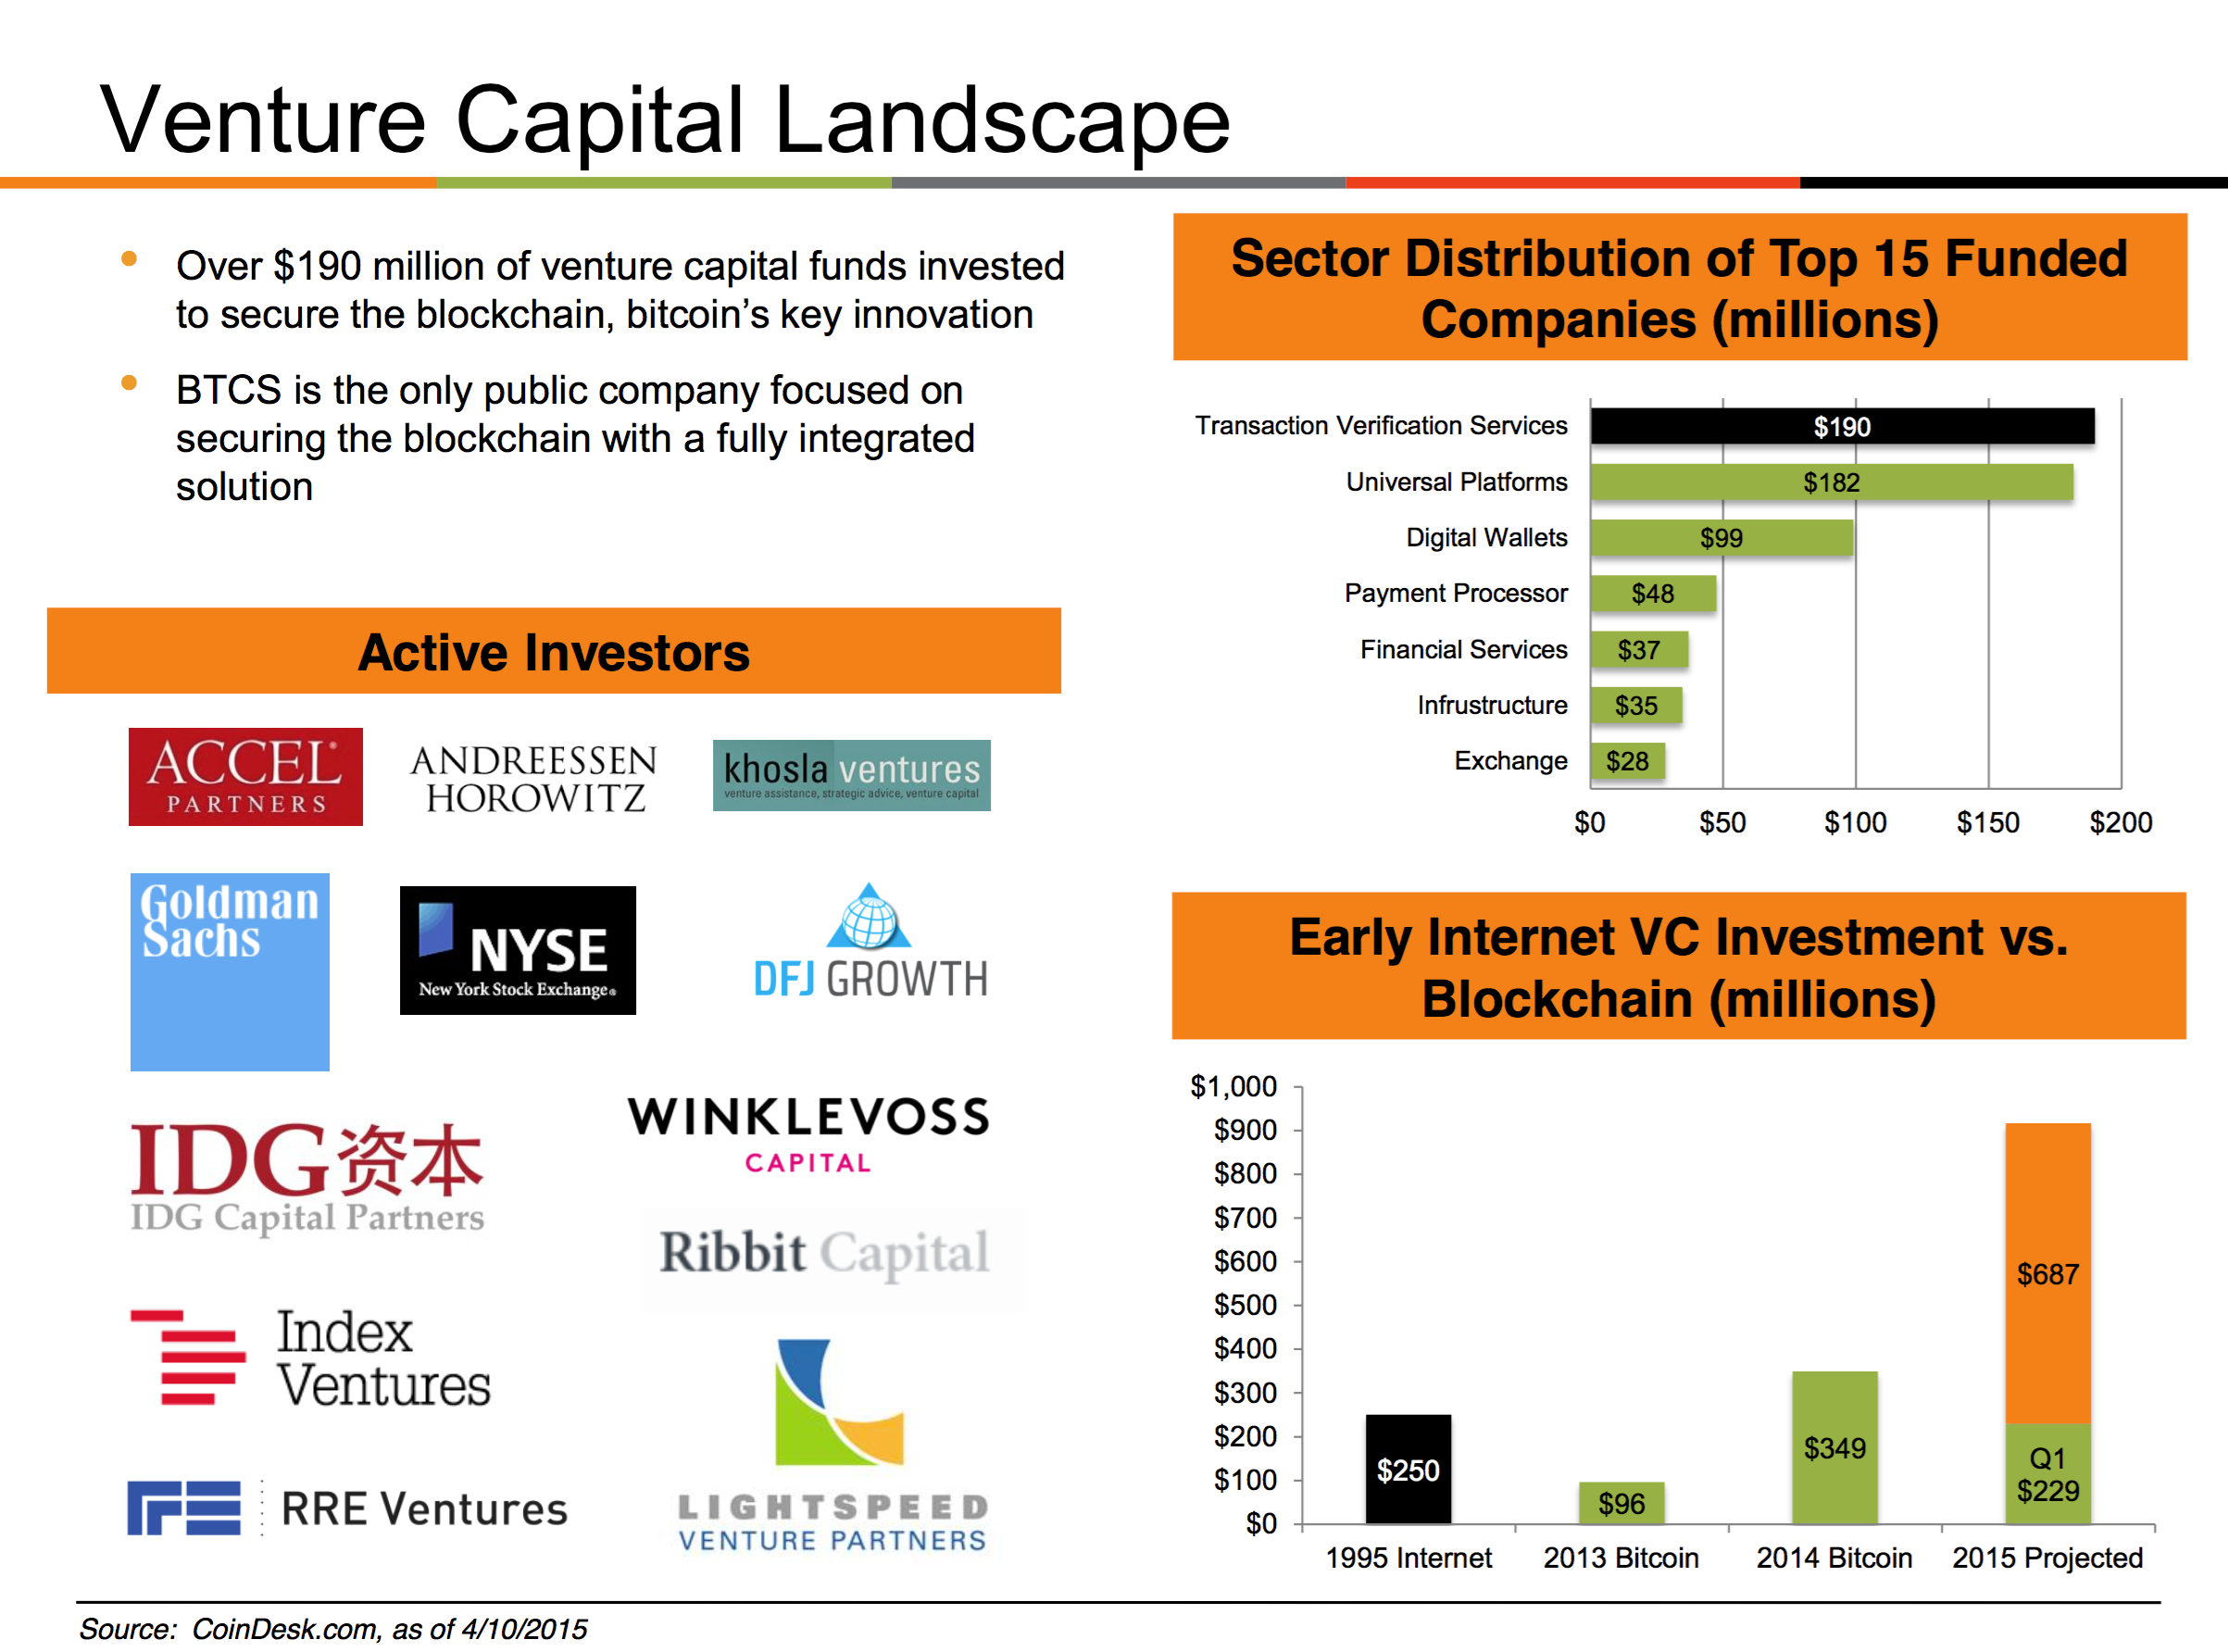 Venture Capital Landscape
• Over $190 million of venture capital funds invested
to secure the blockchain, bitcoin’s key innovation
• BTCS is the only public company focused on
securing the blockchain with a fully integrated
solution
Active Investors
ACCEL®
PARTNERS
ANDREESSEN
HOROWITZ
khosla ventures
venture assistance, strategic advice, venture capital
Goldman
Sachs
NYSE
New York Stock Exchange®
DFJ GROWTH
IDG资本
IDG Capital Partners
WINKLEVOSS
CAPITAL
Ribbit Capital
Index
Ventures
RRE Ventures
LIGHTSPEED
VENTURE PARTNERS
Sector Distribution of Top 15 Funded
Companies (millions)
Transaction Verification Services $190
Universal Platforms $182
Digital Wallets $99
Payment Processor $48
Financial Services $37
Infrustructure $35
Exchange $28
$0 $50 $100 $150 $200
Early Internet VC Investment vs.
Blockchain (millions)
$1,000
$900
$800
$700
$600
$500
$400
$300
$200
$100
$0
$250
$96
$349
$687
Q1
$229
1995 Internet 2013 Bitcoin 2014 Bitcoin 2015 Projected
Source: CoinDesk.com, as of 4/10/2015